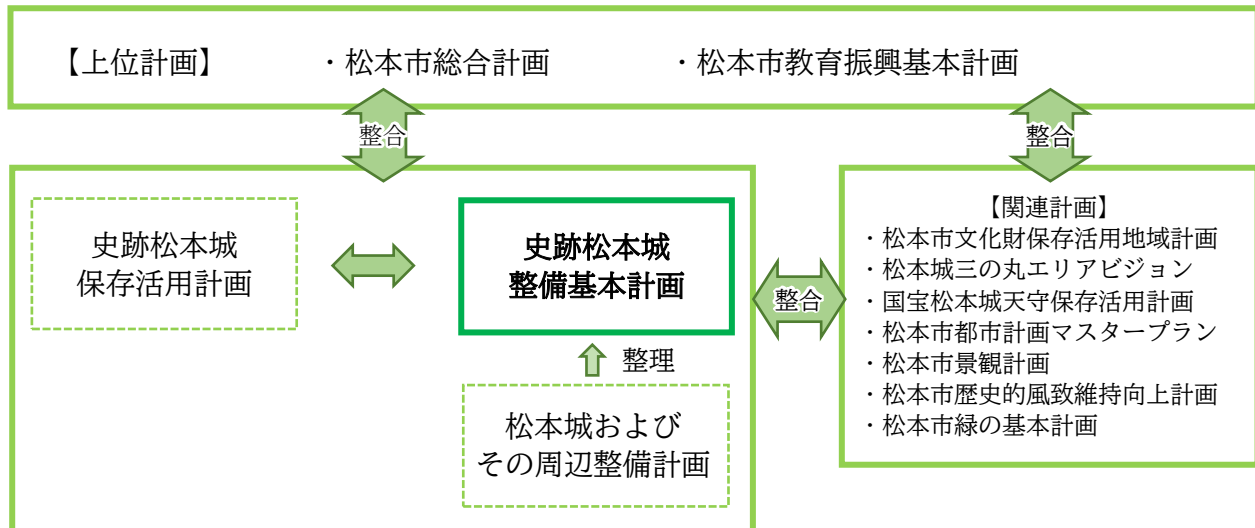 【上位計画】　・松本市総合計画　・松本市教育振興基本計画
整合
整合
史跡松本城
保存活用計画
史跡松本城
整備基本計画
整理
松本城および
その周辺整備計画
整合
【関連計画】
・松本市文化財保存活用地域計画
・松本城三の丸エリアビジョン
・国宝松本城天守保存活用計画
・松本市都市計画マスタープラン
・松本市景観計画
・松本市歴史的風致維持向上計画
・松本市緑の基本計画